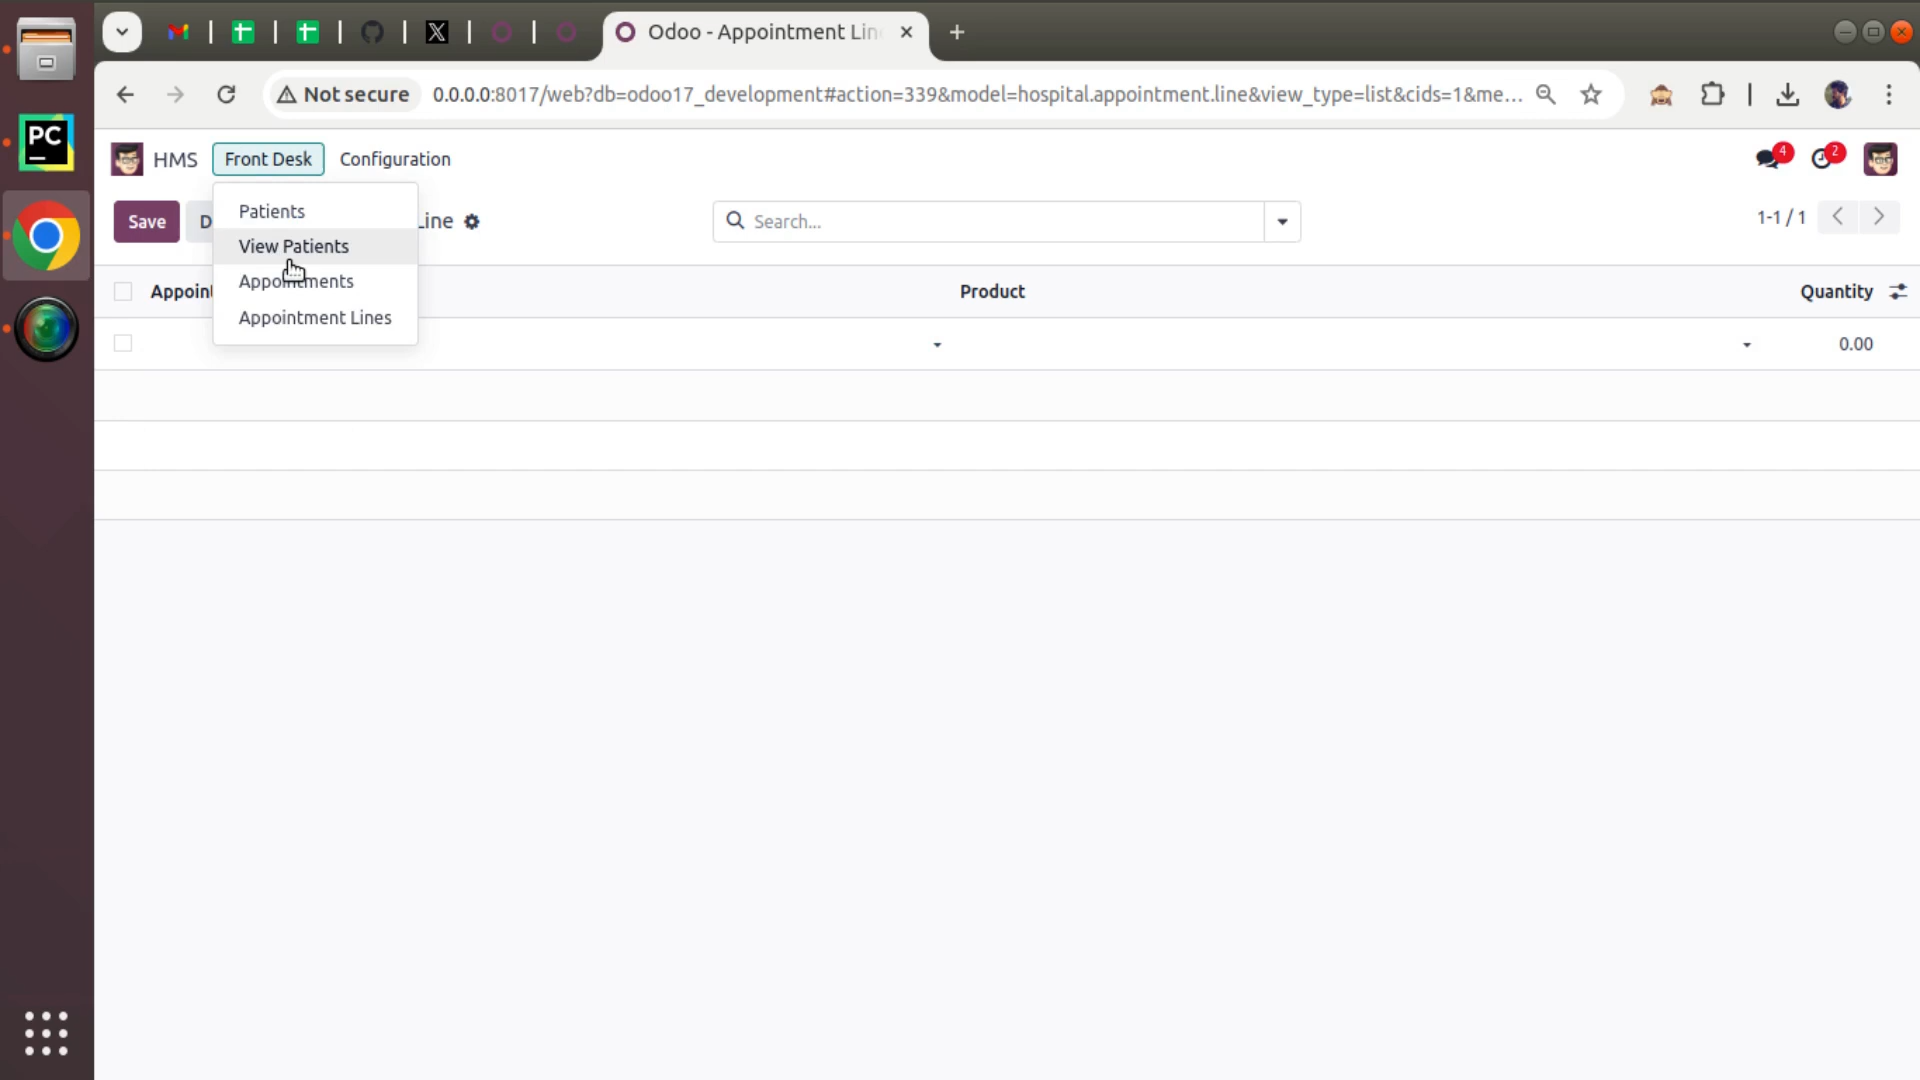 Odoo - Appointment Lin
Not secure 0.0.0.0:8017/web?db=odoo17_development#action=339&model=hospital.appointment.line&view_type=list&cids=1&me...
PC
HMS Front Desk Configuration 4 2
Save D Line Search... 1-1 / 1
Patients
View Patients
Appointments
Appointment Lines
Appoint Product Quantity
0.00